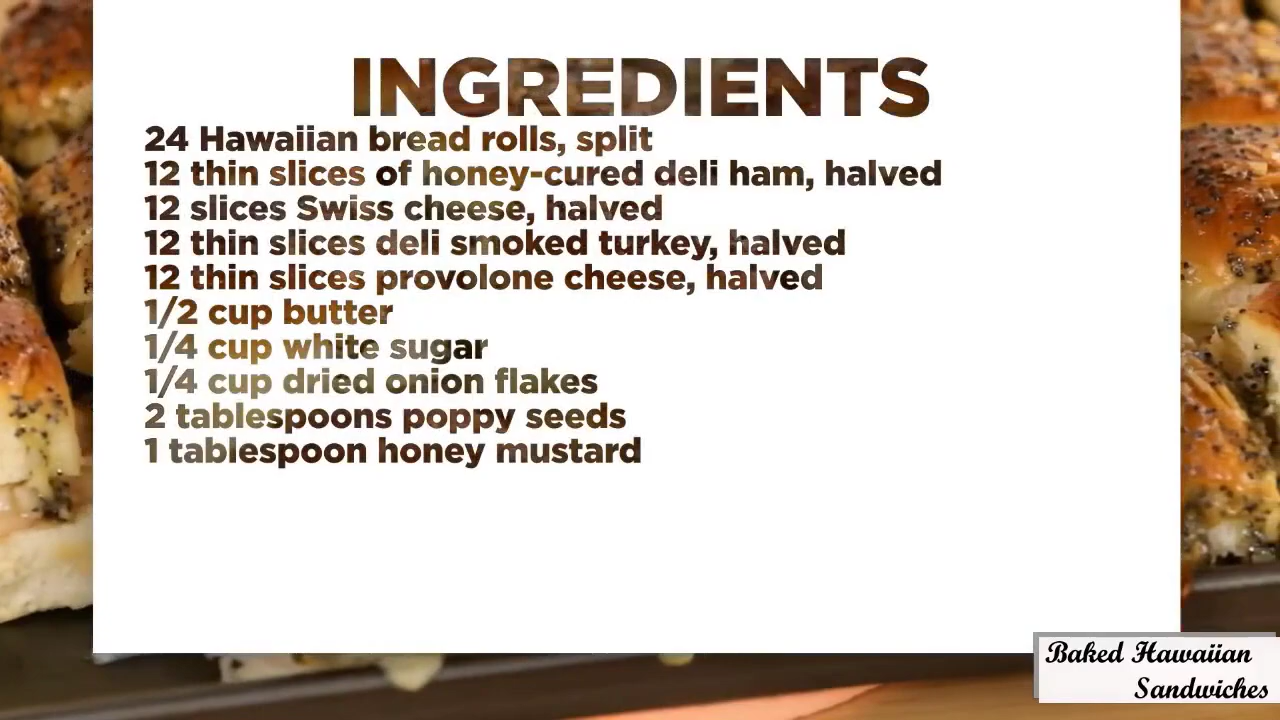 INGREDIENTS
24 Hawaiian bread rolls, split
12 thin slices of honey-cured deli ham, halved
12 slices Swiss cheese, halved
12 thin slices deli smoked turkey, halved
12 thin slices provolone cheese, halved
1/2 cup butter
1/4 cup white sugar
1/4 cup dried onion flakes
2 tablespoons poppy seeds
1 tablespoon honey mustard
Baked Hawaiian
Sandwiches